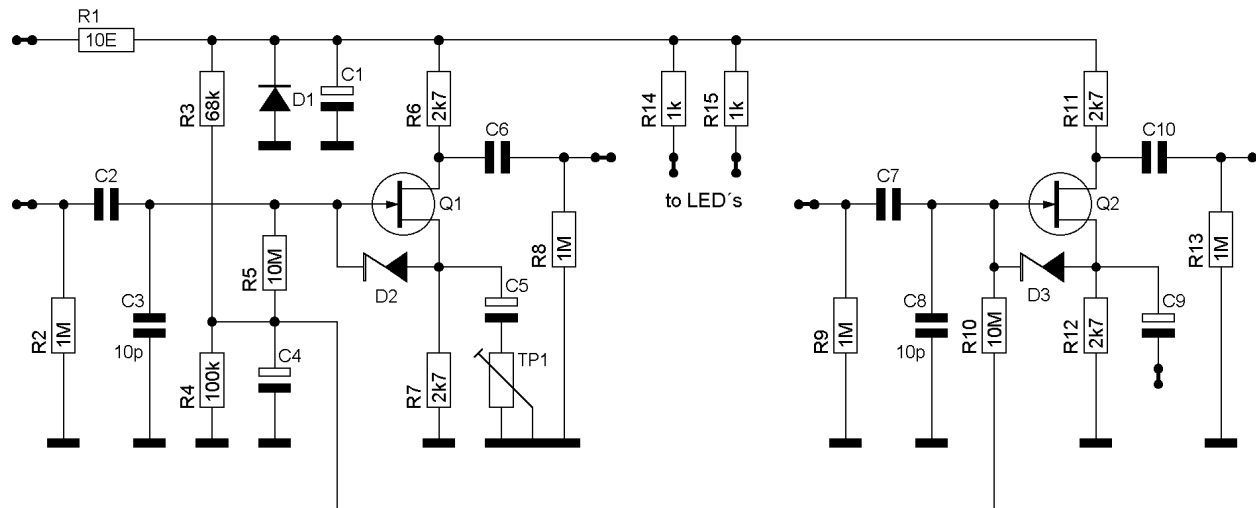 R1
10E
R3
68k
D1
C1
R6
2k7
C6
R14
1k
R15
1k
R11
2k7
C10
C2
Q1
to LED´s
C7
Q2
R5
10M
D2
C5
R8
1M
D3
R13
1M
C3
10p
R2
1M
R4
100k
C4
R7
2k7
TP1
R9
1M
C8
10p
R10
10M
R12
2k7
C9